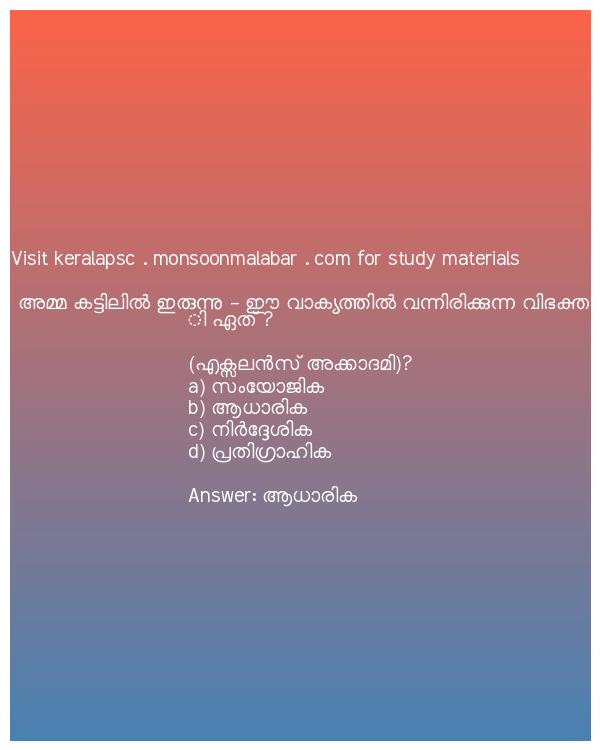 Visit keralapsc . monsoonmalabar . com for study materials
അമ്മ കട്ടിലിൽ ഇരുന്നു – ഈ വാക്യത്തിൽ വന്നിരിക്കുന്ന വിഭക്ത
ി ഏത് ?
(എക്സലൻസ് അക്കാദമി)?
a) സംയോജിക
b) ആധാരിക
c) നിർദ്ദേശിക
d) പ്രതിഗ്രാഹിക
Answer: ആധാരിക